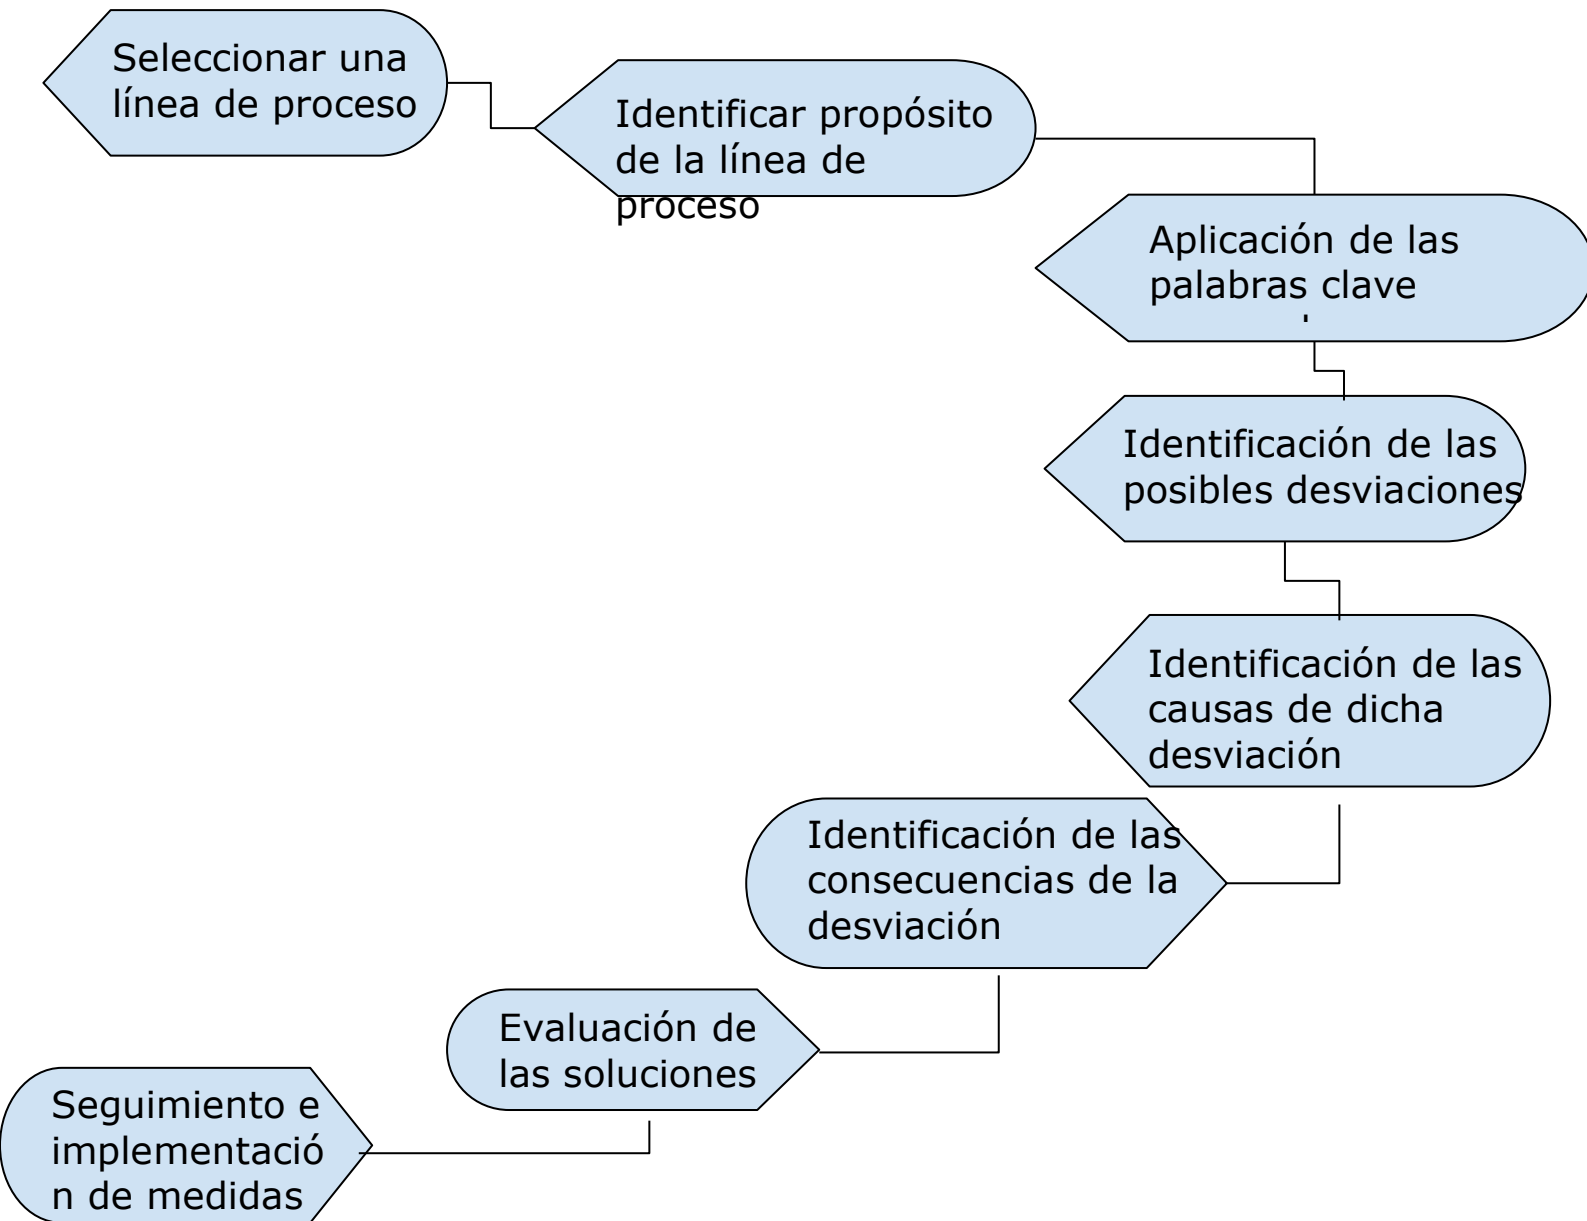 Seleccionar una
línea de proceso
Identificar propósito
de la línea de
proceso
Aplicación de las
palabras clave
Identificación de las
posibles desviaciones
Identificación de las
causas de dicha
desviación
Identificación de las
consecuencias de la
desviación
Evaluación de
las soluciones
Seguimiento e
implementació
n de medidas